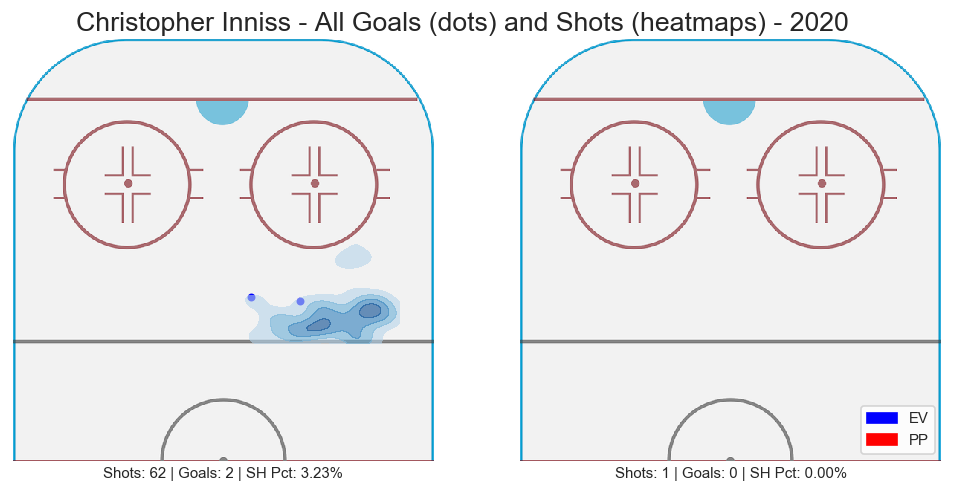 Christopher Inniss - All Goals (dots) and Shots (heatmaps) - 2020
EV
PP
Shots: 62 | Goals: 2 | SH Pct: 3.23%
Shots: 1 | Goals: 0 | SH Pct: 0.00%